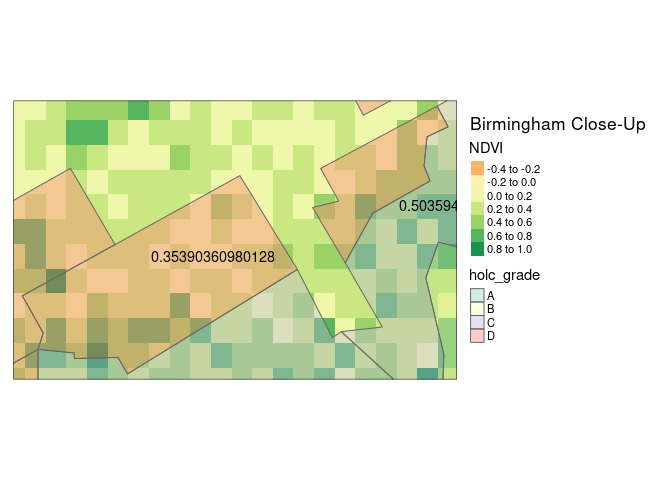 Birmingham Close-Up
NDVI
-0.4 to -0.2
-0.2 to 0.0
0.0 to 0.2
0.2 to 0.4
0.4 to 0.6
0.6 to 0.8
0.8 to 1.0
holc_grade
A
B
C
D
0.503594
0.35390360980128